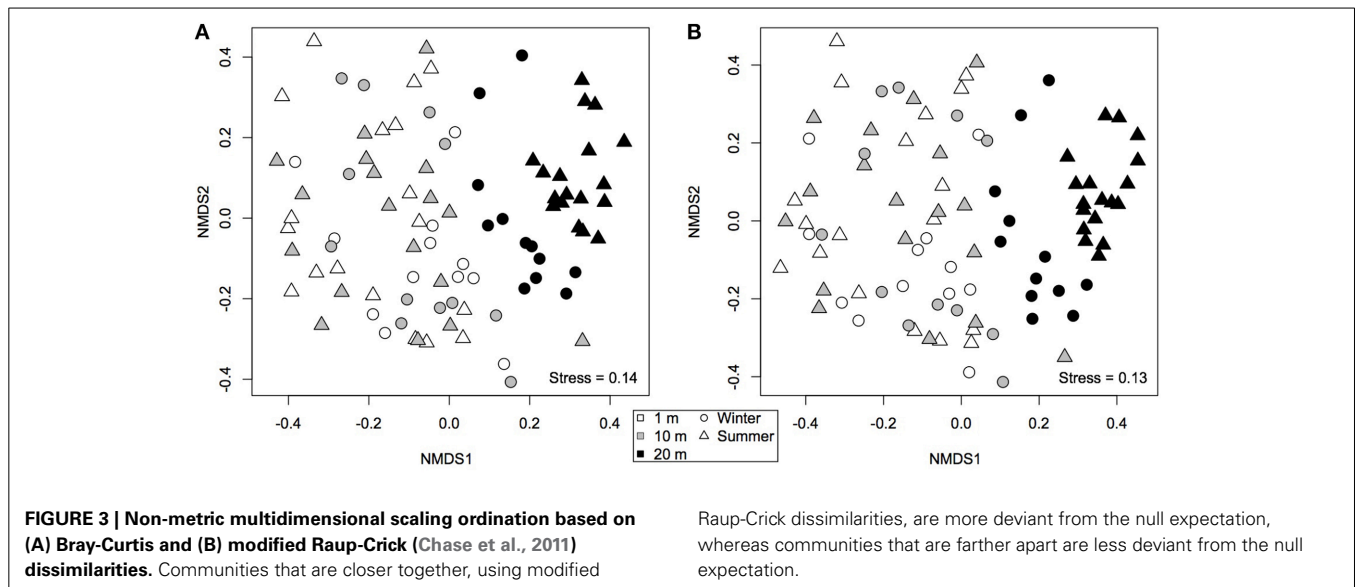 A
0.4
0.2
0.0
-0.2
-0.4
NMDS2
-0.4 -0.2 0.0 0.2 0.4
NMDS1
Stress = 0.14
B
0.4
0.2
0.0
-0.2
-0.4
NMDS2
-0.4 -0.2 0.0 0.2 0.4
NMDS1
Stress = 0.13
1 m Winter
10 m Summer
20 m
FIGURE 3 | Non-metric multidimensional scaling ordination based on
(A) Bray-Curtis and (B) modified Raup-Crick (Chase et al., 2011)
dissimilarities. Communities that are closer together, using modified
Raup-Crick dissimilarities, are more deviant from the null expectation,
whereas communities that are farther apart are less deviant from the null
expectation.